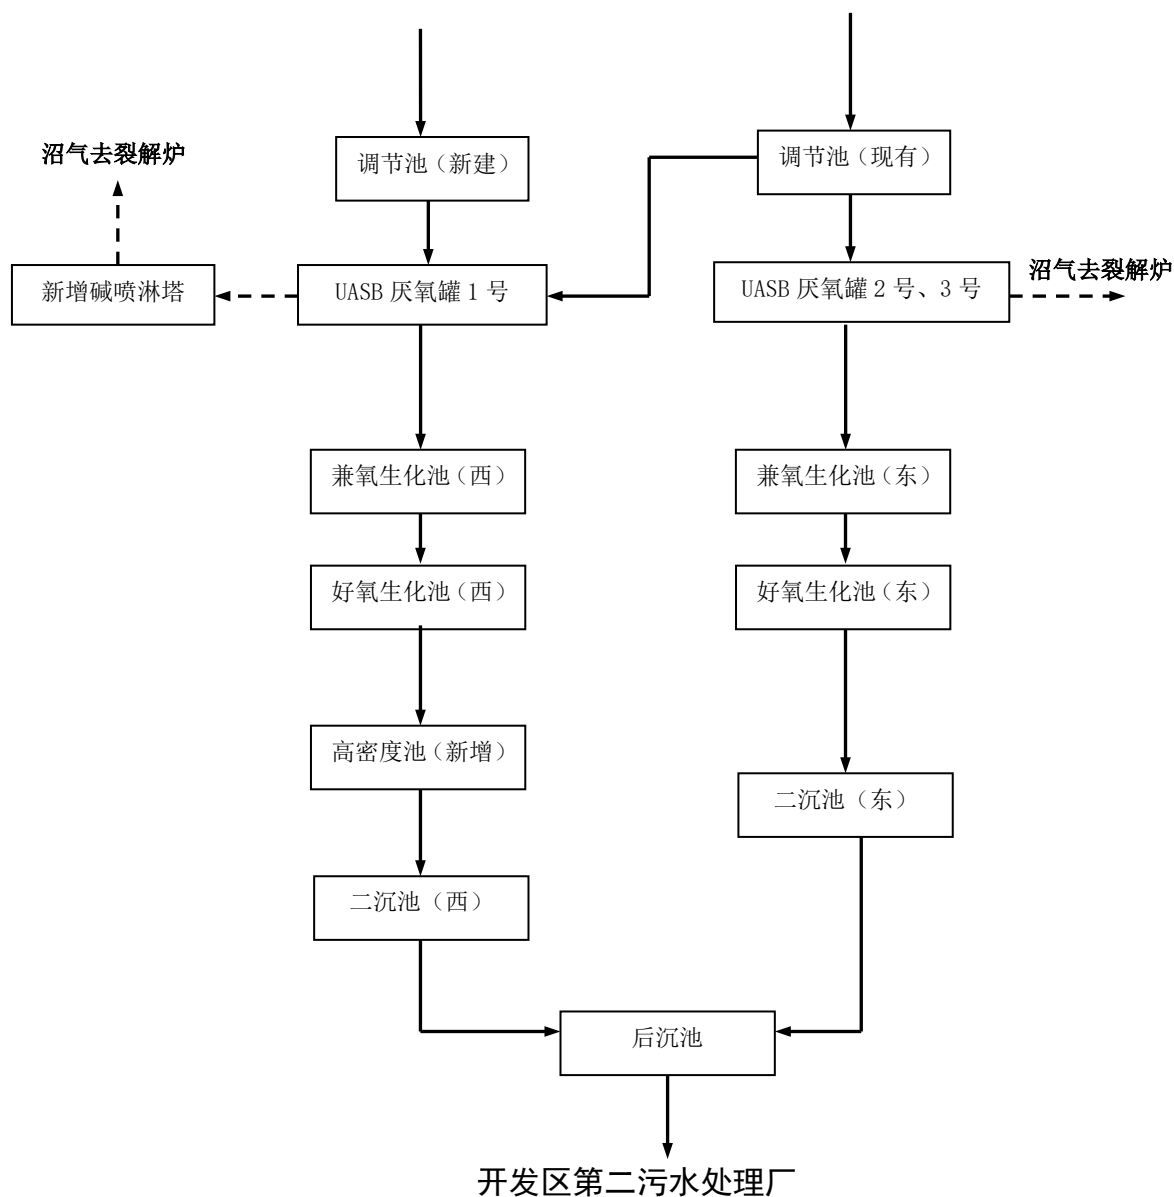 沼气去裂解炉
调节池（新建）
调节池（现有）
新增碱喷淋塔
UASB 厌氧罐 1 号
UASB 厌氧罐 2 号、3 号
沼气去裂解炉
兼氧生化池（西）
兼氧生化池（东）
好氧生化池（西）
好氧生化池（东）
高密度池（新增）
二沉池（东）
二沉池（西）
后沉池
开发区第二污水处理厂